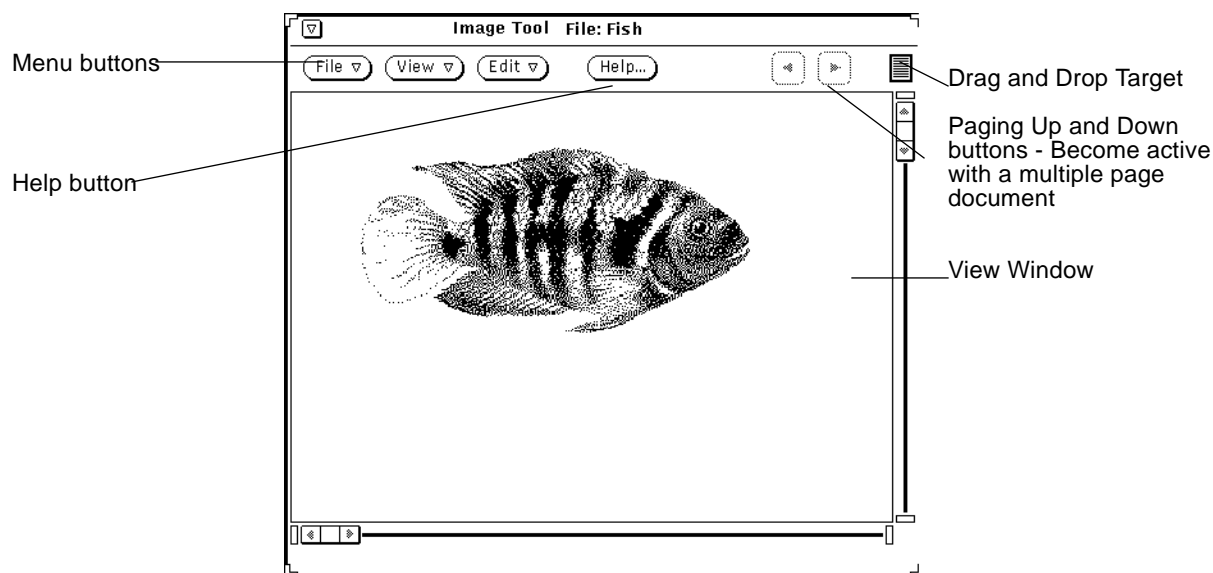 Image Tool File: Fish
Menu buttons
File View Edit Help...
Drag and Drop Target
Paging Up and Down
buttons - Become active
with a multiple page
document
Help button
View Window